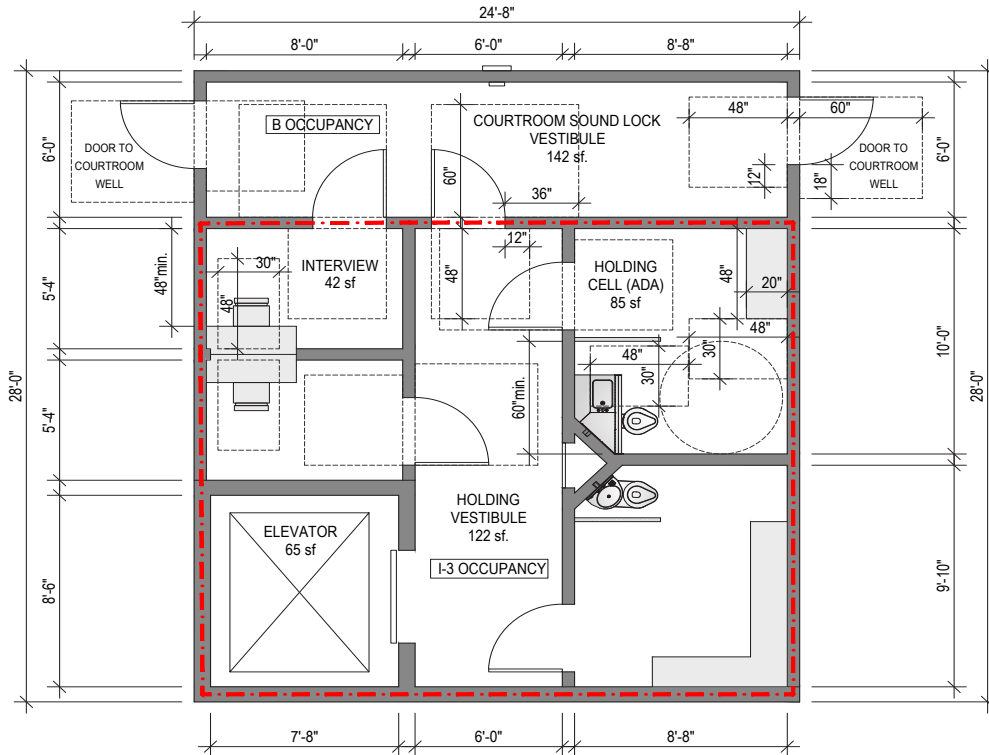 24'-8"
8'-0"
6'-0"
8'-8"
6'-0"
B OCCUPANCY
COURTROOM SOUND LOCK
VESTIBULE
142 sf.
48"
60"
6'-0"
DOOR TO
COURTROOM
WELL
DOOR TO
COURTROOM
WELL
60"
12"
18"
36"
48"min.
5'-4"
30"
48"
INTERVIEW
42 sf
12"
48"
HOLDING
CELL (ADA)
85 sf
48"
20"
10'-0"
48"
30"
48"
30"
60"min.
28'-0"
28'-0"
5'-4"
HOLDING
VESTIBULE
122 sf.
I-3 OCCUPANCY
ELEVATOR
65 sf
8'-6"
9'-10"
7'-8"
6'-0"
8'-8"